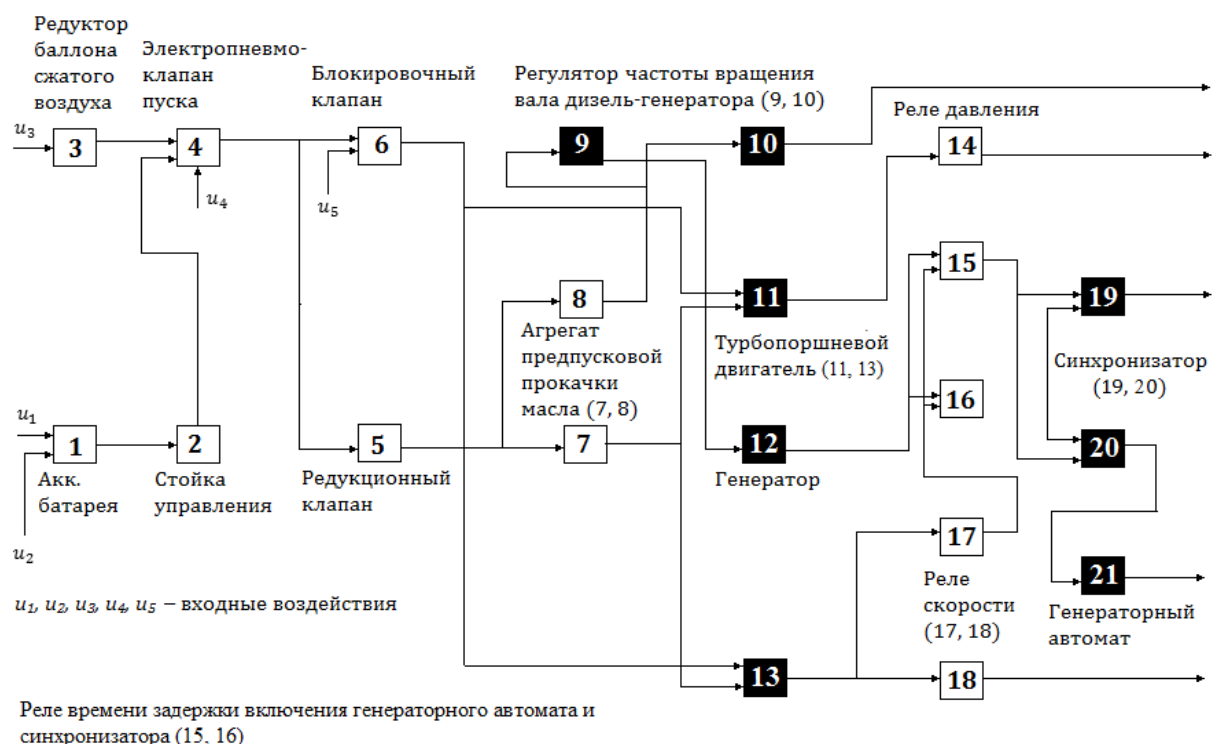 Редуктор
баллона
сжатого
воздуха
Электропневмо-
клапан
пуска
Блокировочный
клапан
Регулятор частоты вращения
вала дизель-генератора (9, 10)
Реле давления
u₃
3
4
6
9
10
14
u₄
u₅
15
8
11
19
Агрегат
предпусковой
прокачки
масла (7, 8)
Турбопоршневой
двигатель (11, 13)
Синхронизатор
(19, 20)
16
u₁
1
2
5
7
12
20
Акк.
батарея
Стойка
управления
Редукционный
клапан
Генератор
u₂
17
21
Реле
скорости
(17, 18)
Генераторный
автомат
u₁, u₂, u₃, u₄, u₅ – входные воздействия
13
18
Реле времени задержки включения генераторного автомата и
синхронизатора (15, 16)